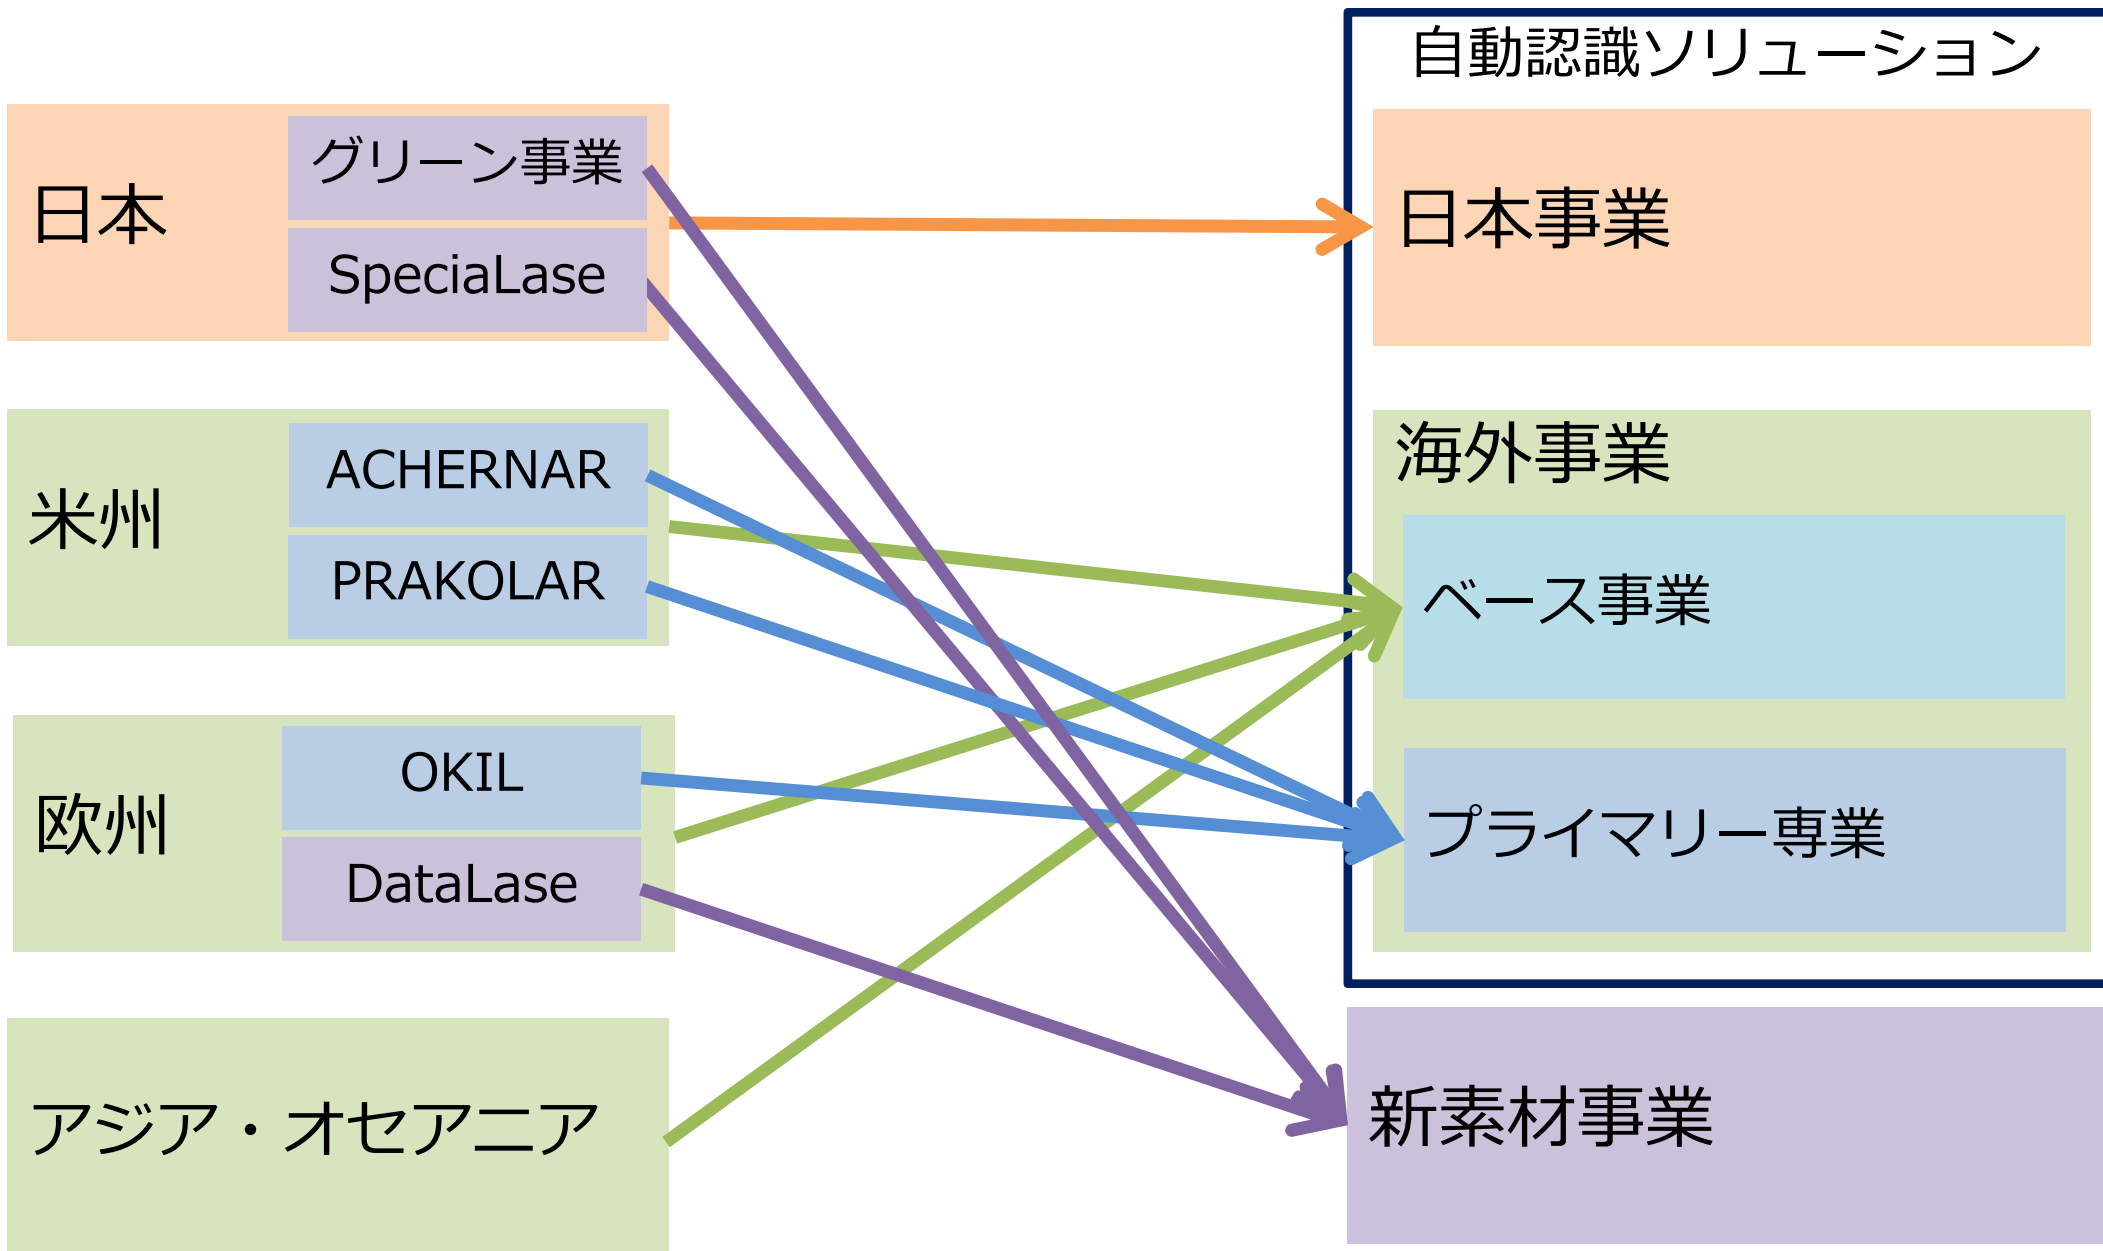 日本
グリーン事業
SpeciaLase
米州
ACHERNAR
PRAKOLAR
欧州
OKIL
DataLase
アジア・オセアニア
自動認識ソリューション
日本事業
海外事業
ベース事業
プライマリー専業
新素材事業